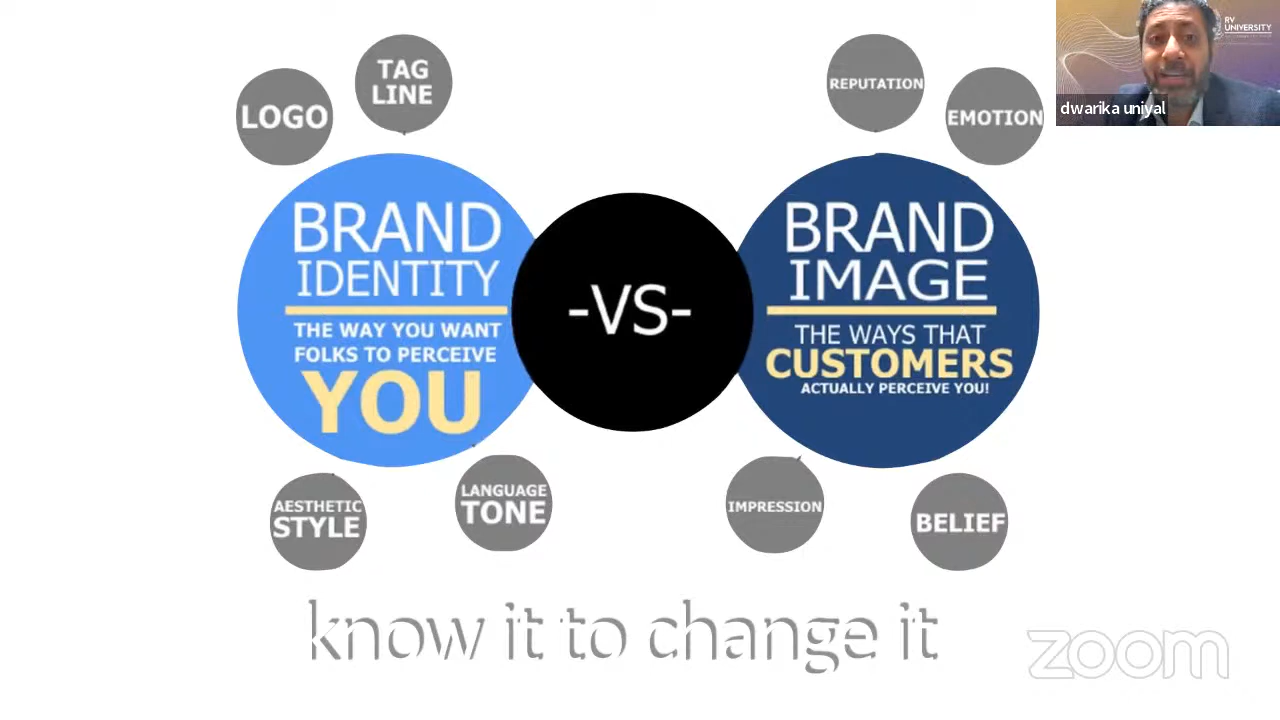 LOGO
TAG
LINE
BRAND
IDENTITY
THE WAY YOU WANT
FOLKS TO PERCEIVE
YOU
AESTHETIC
STYLE
LANGUAGE
TONE
-VS-
REPUTATION
EMOTION
BRAND
IMAGE
THE WAYS THAT
CUSTOMERS
ACTUALLY PERCEIVE YOU!
IMPRESSION
BELIEF
know it to change it
RV
UNIVERSITY
dwarika uniyal
zoom